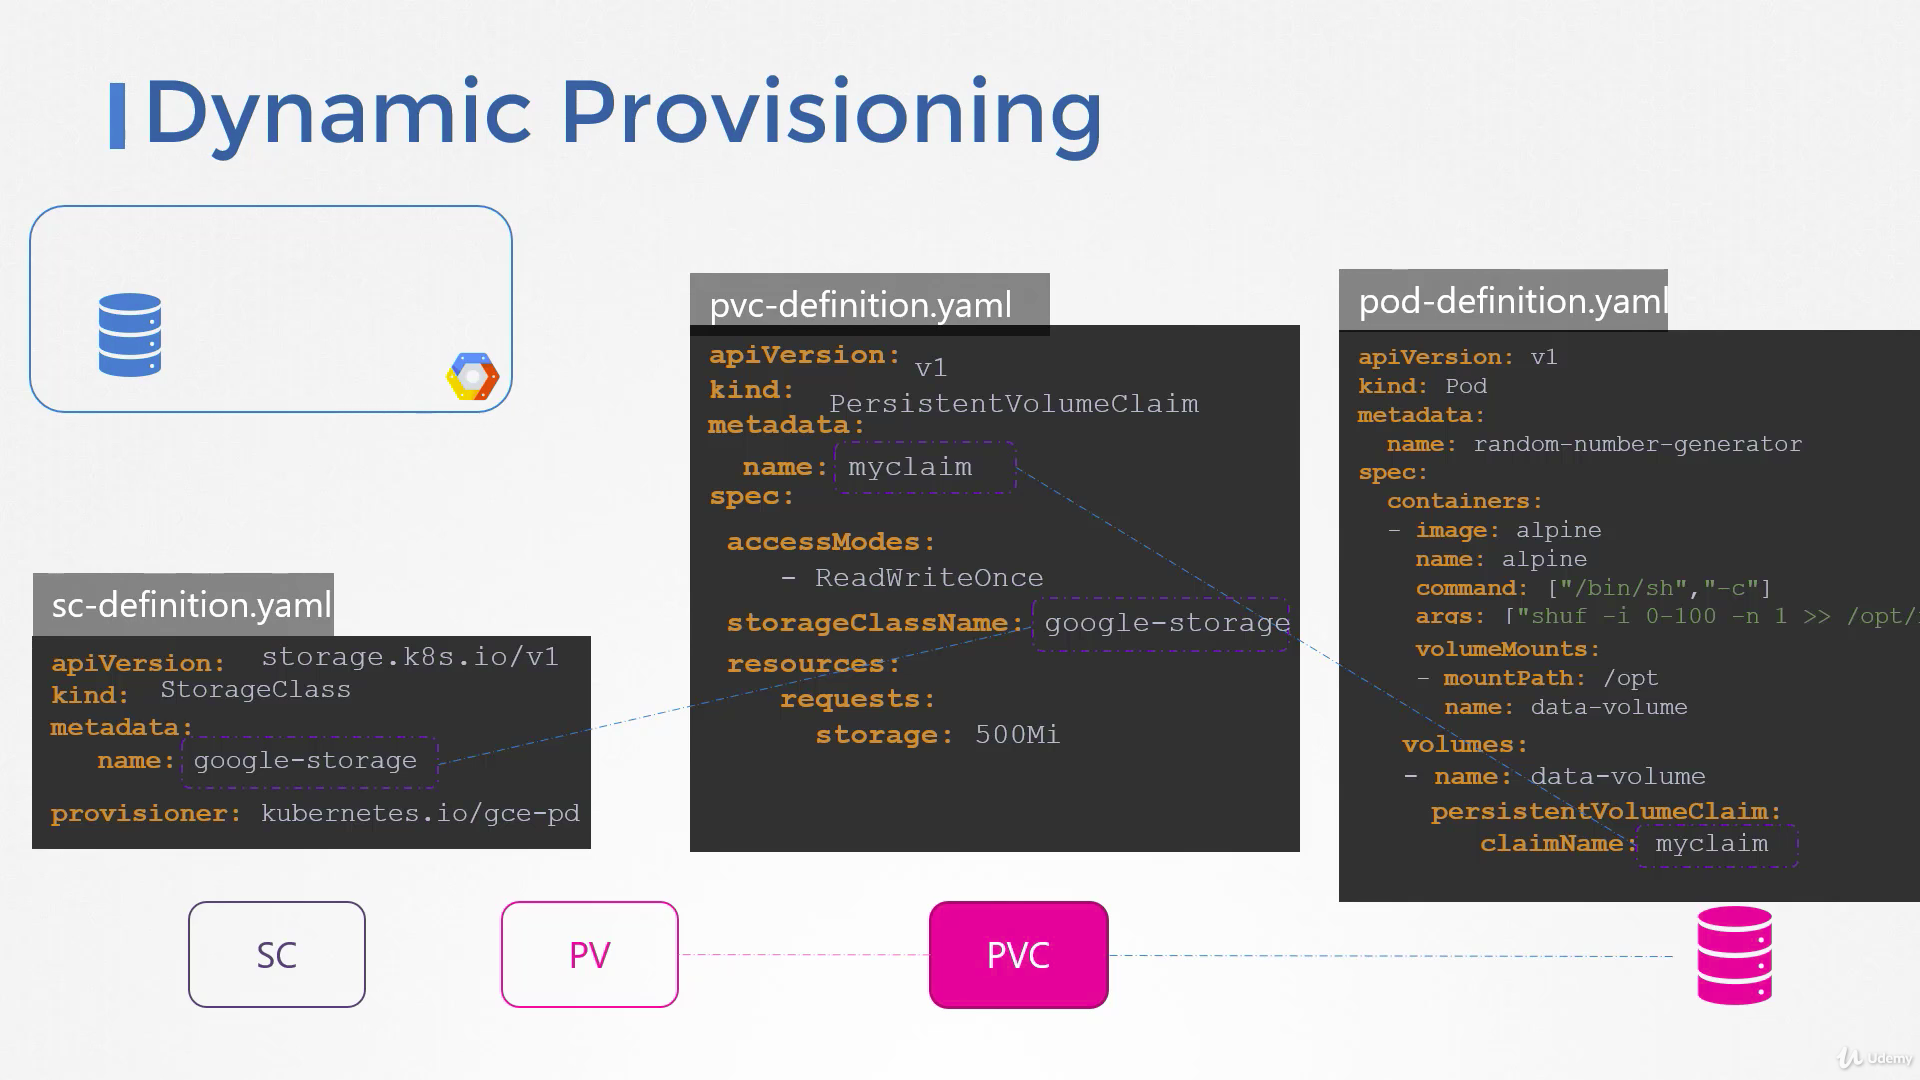 Dynamic Provisioning
sc-definition.yaml
apiVersion: storage.k8s.io/v1
kind: StorageClass
metadata:
name: google-storage
provisioner: kubernetes.io/gce-pd
pvc-definition.yaml
apiVersion: v1
kind: PersistentVolumeClaim
metadata:
name: myclaim
spec:
accessModes:
- ReadWriteOnce
storageClassName: google-storage
resources:
requests:
storage: 500Mi
pod-definition.yaml
apiVersion: v1
kind: Pod
metadata:
name: random-number-generator
spec:
containers:
- image: alpine
name: alpine
command: ["/bin/sh","-c"]
args: ["shuf -i 0-100 -n 1 >> /opt/
volumeMounts:
- mountPath: /opt
name: data-volume
volumes:
- name: data-volume
persistentVolumeClaim:
claimName: myclaim
SC
PV
PVC
Udemy